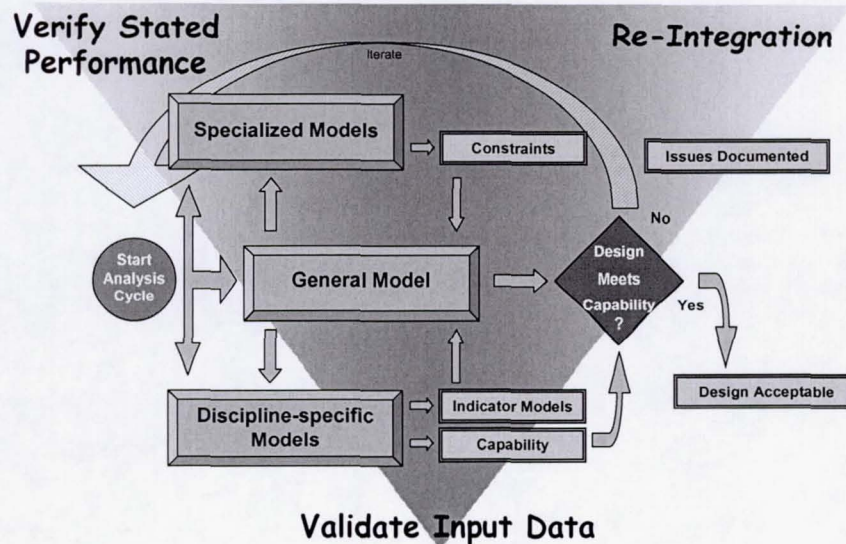 Verify Stated
Performance
Re-Integration
Iterate
Specialized Models
Constraints
Issues Documented
No
Start
Analysis
Cycle
General Model
Design
Meets
Capability
?
Yes
Design Acceptable
Discipline-specific
Models
Indicator Models
Capability
Validate Input Data